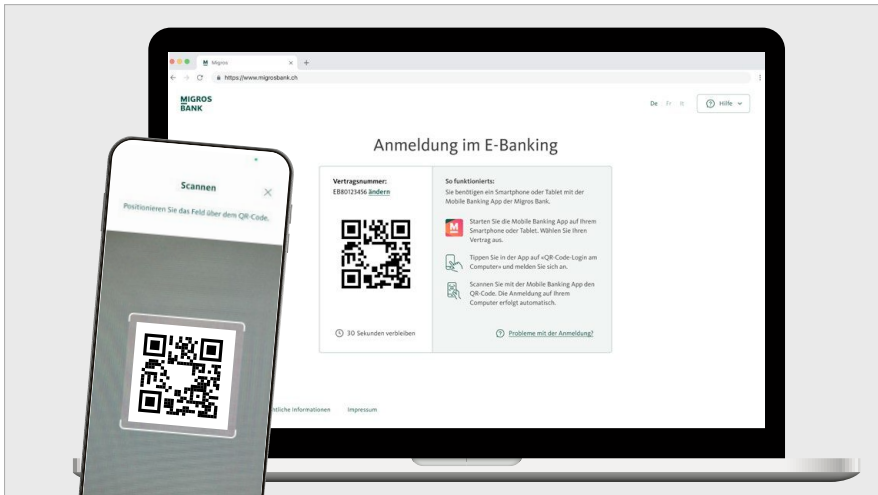 Migros
https://www.migrosbank.ch
MIGROS
BANK
De Fr It
Hilfe
Anmeldung im E-Banking
Vertragsnummer:
EB80123456 ändern
30 Sekunden verbleiben
So funktionierts:
Sie benötigen ein Smartphone oder Tablet mit der
Mobile Banking App der Migros Bank.
M
Starten Sie die Mobile Banking App auf Ihrem
Smartphone oder Tablet. Wählen Sie Ihren
Vertrag aus.
Tippen Sie in der App auf «QR-Code-Login am
Computer» und melden Sie sich an.
Scannen Sie mit der Mobile Banking App den
QR-Code. Die Anmeldung auf Ihrem
Computer erfolgt automatisch.
Probleme mit der Anmeldung?
Informationen Impressum
Scannen
Positionieren Sie das Feld über dem QR-Code.